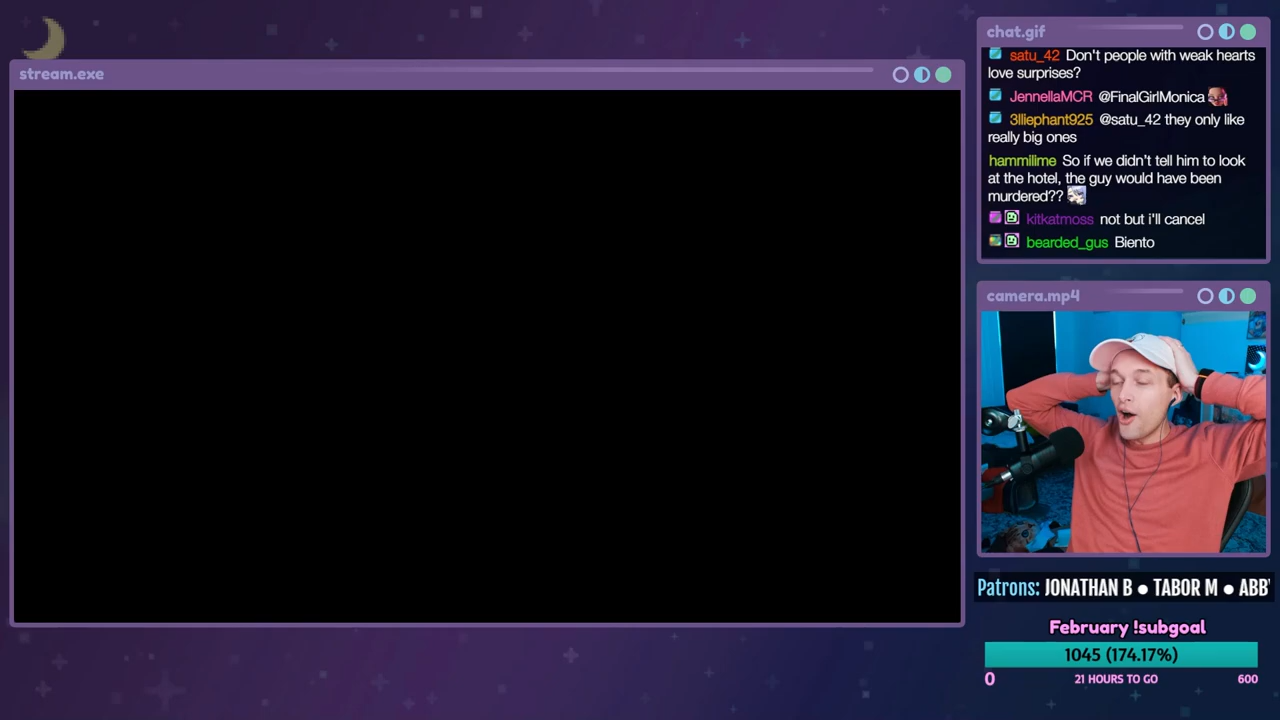 stream.exe
chat.gif
satu_42 Don't people with weak hearts
love surprises?
JennellaMCR @FinalGirlMonica
3lliephant925 @satu_42 they only like
really big ones
hammilime So if we didn't tell him to look
at the hotel, the guy would have been
murdered??
kitkatmoss not but i'll cancel
bearded_gus Biento
camera.mp4
Patrons: JONATHAN B ● TABOR M ● ABBY
February !subgoal
1045 (174.17%)
0 21 HOURS TO GO 600